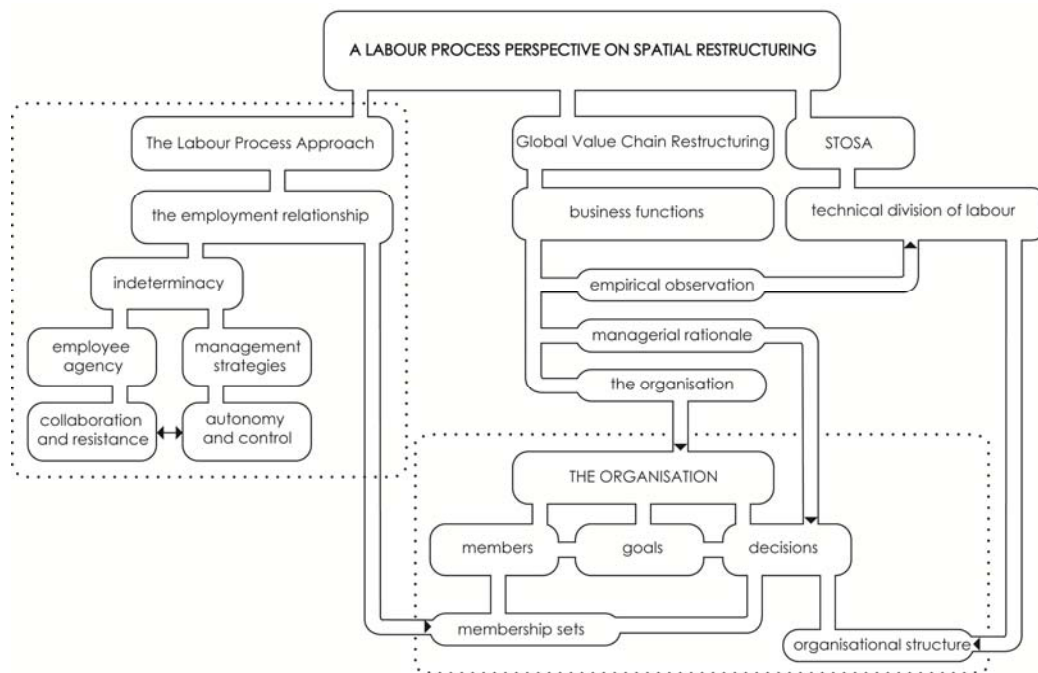 A LABOUR PROCESS PERSPECTIVE ON SPATIAL RESTRUCTURING
The Labour Process Approach
Global Value Chain Restructuring
STOSA
the employment relationship
business functions
technical division of labour
indeterminacy
empirical observation
employee
agency
management
strategies
managerial rationale
the organisation
collaboration
and resistance
autonomy
and control
THE ORGANISATION
members
goals
decisions
membership sets
organisational structure